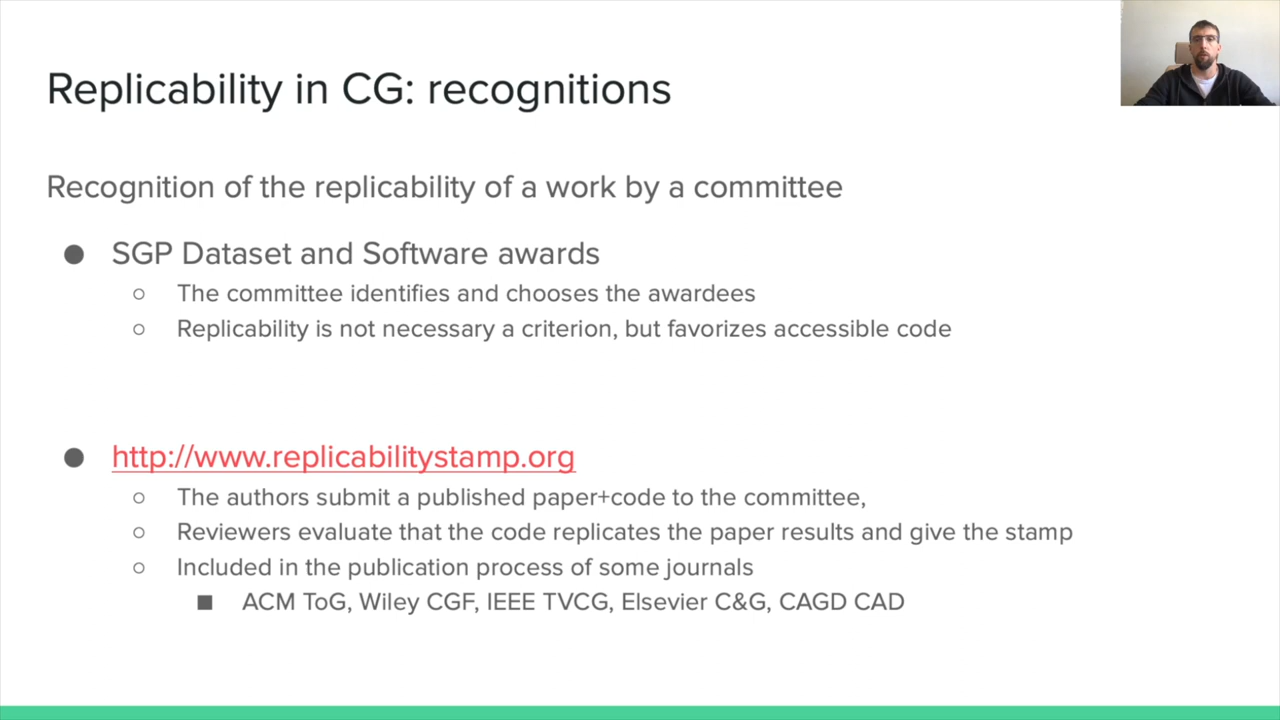 Replicability in CG: recognitions
Recognition of the replicability of a work by a committee
● SGP Dataset and Software awards
○ The committee identifies and chooses the awardees
○ Replicability is not necessary a criterion, but favorizes accessible code
● http://www.replicabilitystamp.org
○ The authors submit a published paper+code to the committee,
○ Reviewers evaluate that the code replicates the paper results and give the stamp
○ Included in the publication process of some journals
■ ACM ToG, Wiley CGF, IEEE TVCG, Elsevier C&G, CAGD CAD